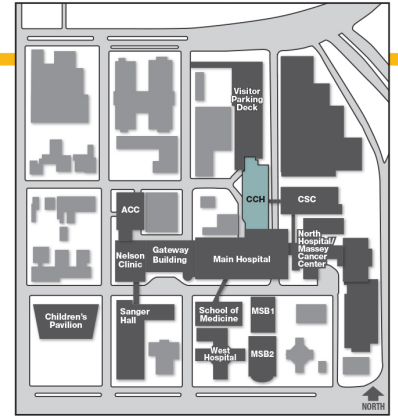 Visitor
Parking
Deck
CCH
CSC
ACC
North
Hospital/
Massey
Cancer
Center
Nelson
Clinic
Gateway
Building
Main Hospital
Children's
Pavilion
Sanger
Hall
School of
Medicine
MSB1
West
Hospital
MSB2
NORTH